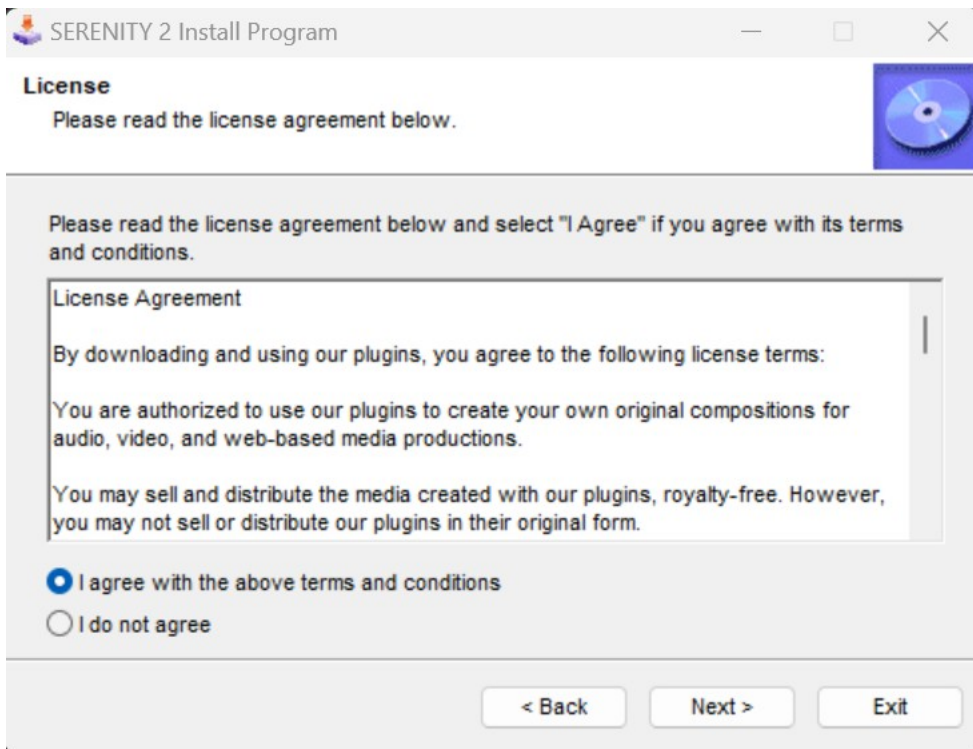 SERENITY 2 Install Program
License
Please read the license agreement below.
Please read the license agreement below and select "I Agree" if you agree with its terms
and conditions.
License Agreement
By downloading and using our plugins, you agree to the following license terms:
You are authorized to use our plugins to create your own original compositions for
audio, video, and web-based media productions.
You may sell and distribute the media created with our plugins, royalty-free. However,
you may not sell or distribute our plugins in their original form.
I agree with the above terms and conditions
I do not agree
< Back
Next >
Exit